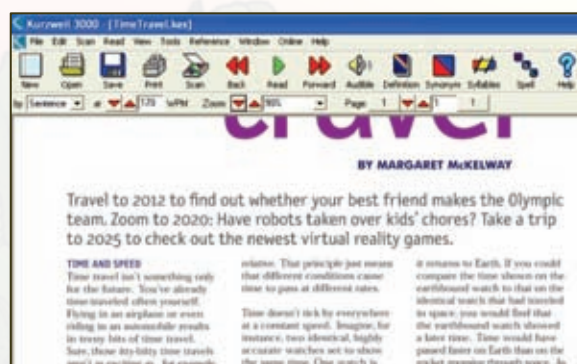 Kurzweil 3000 - [TimeTravel.kes]
File Edit Scan Read View Tools Reference Window Online Help
New Open Save Print Scan Back Read Forward Audible Definition Synonym Syllables Spell Help
by Sentence at 170 WPM Zoom 90% Page 1 1 1
travel
BY MARGARET McKELWAY
Travel to 2012 to find out whether your best friend makes the Olympic
team. Zoom to 2020: Have robots taken over kids' chores? Take a trip
to 2025 to check out the newest virtual reality games.
TIME AND SPEED
Time travel isn't something only
for the future. You've already
time-traveled often yourself.
Flying in an airplane or even
riding in an automobile results
in teeny bits of time travel.
Sure, those itty-bitty time travels
relative. That principle just means
that different conditions cause
time to pass at different rates.
Time doesn't tick by everywhere
at a constant speed. Imagine, for
instance, two identical, highly
accurate watches set to show
the same time. One watch is
it returns to Earth. If you could
compare the time shown on the
earthbound watch to that on the
identical watch that had traveled
in space, you would find that
the earthbound watch showed
a later time. Time would have
passed faster on Earth than on the